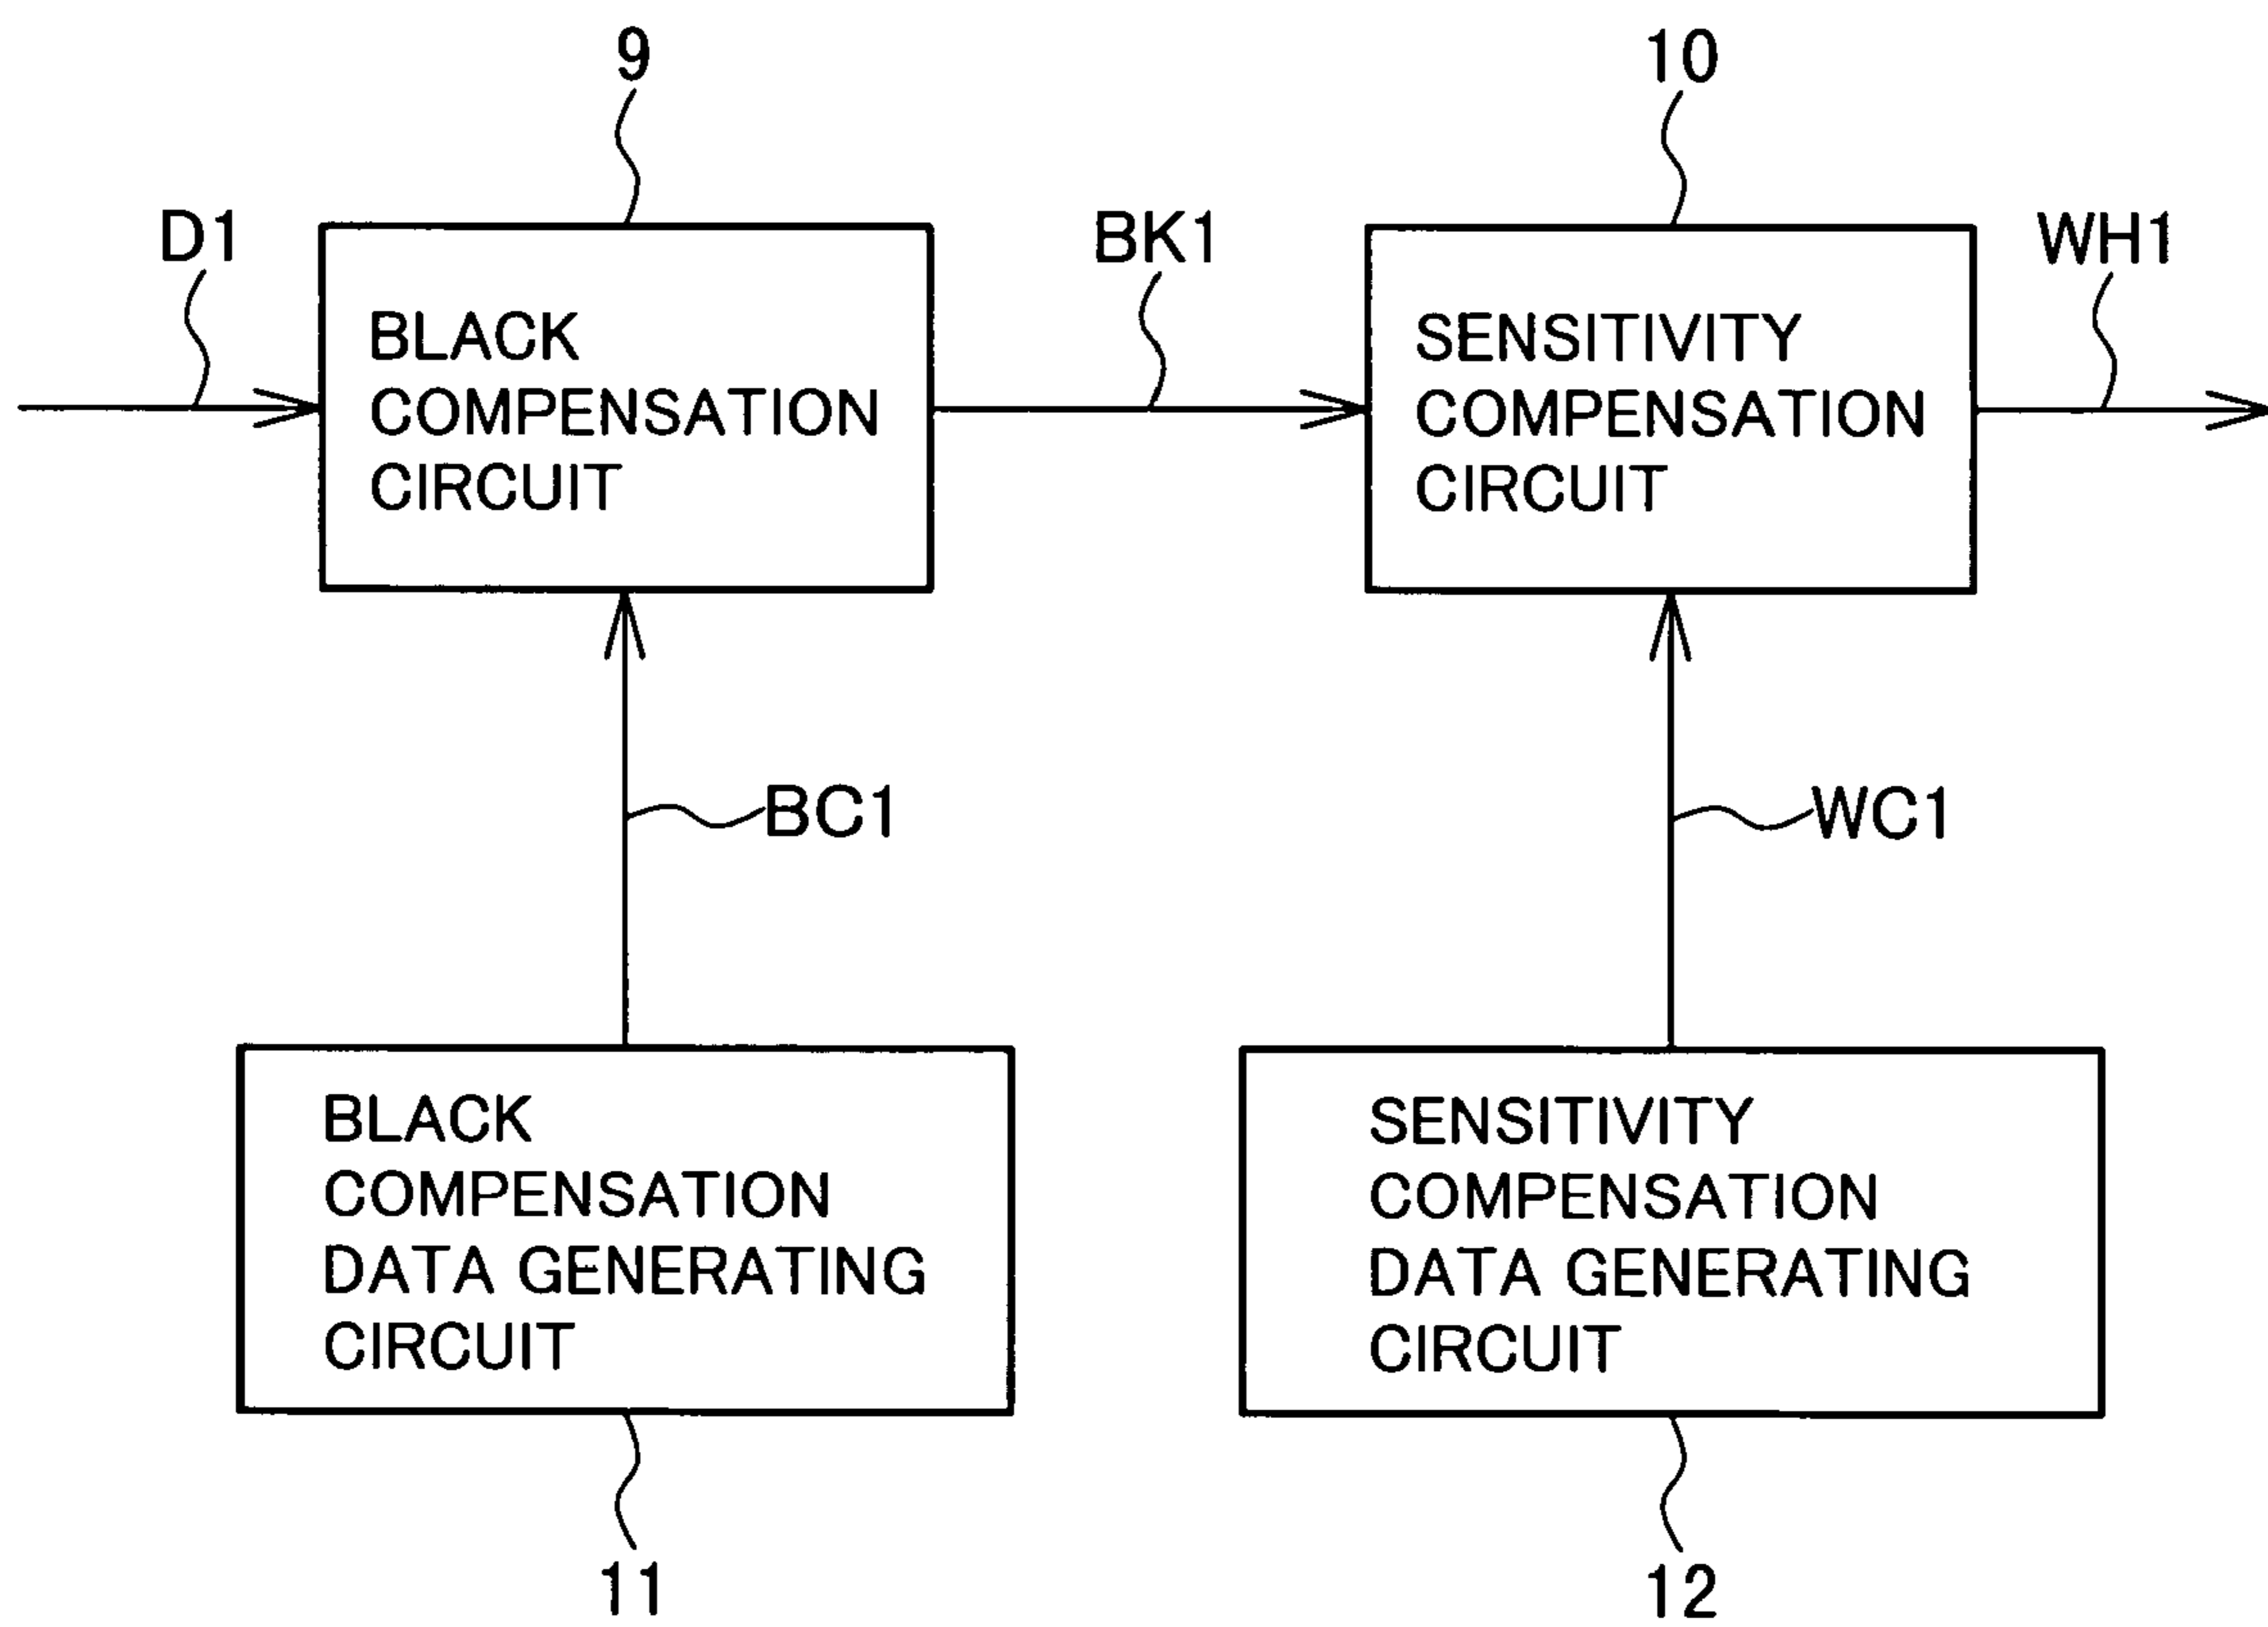 9
10
D1
BK1
WH1
BLACK
COMPENSATION
CIRCUIT
SENSITIVITY
COMPENSATION
CIRCUIT
BC1
WC1
BLACK
COMPENSATION
DATA GENERATING
CIRCUIT
SENSITIVITY
COMPENSATION
DATA GENERATING
CIRCUIT
11
12